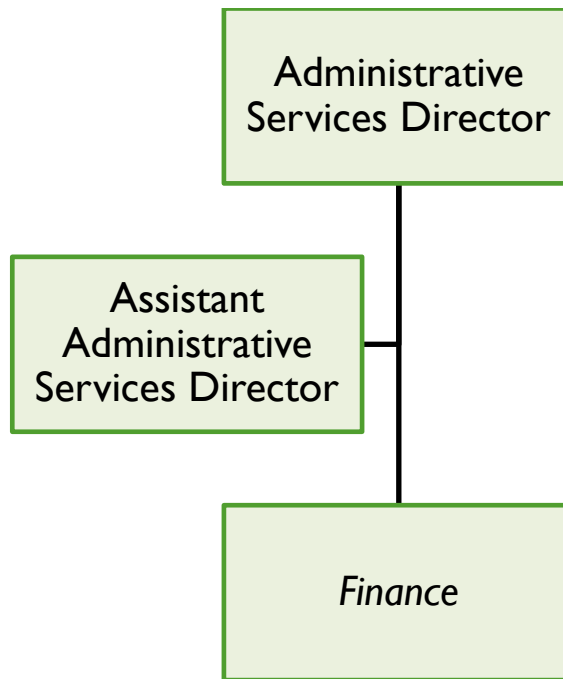 Administrative
Services Director
Assistant
Administrative
Services Director
Finance